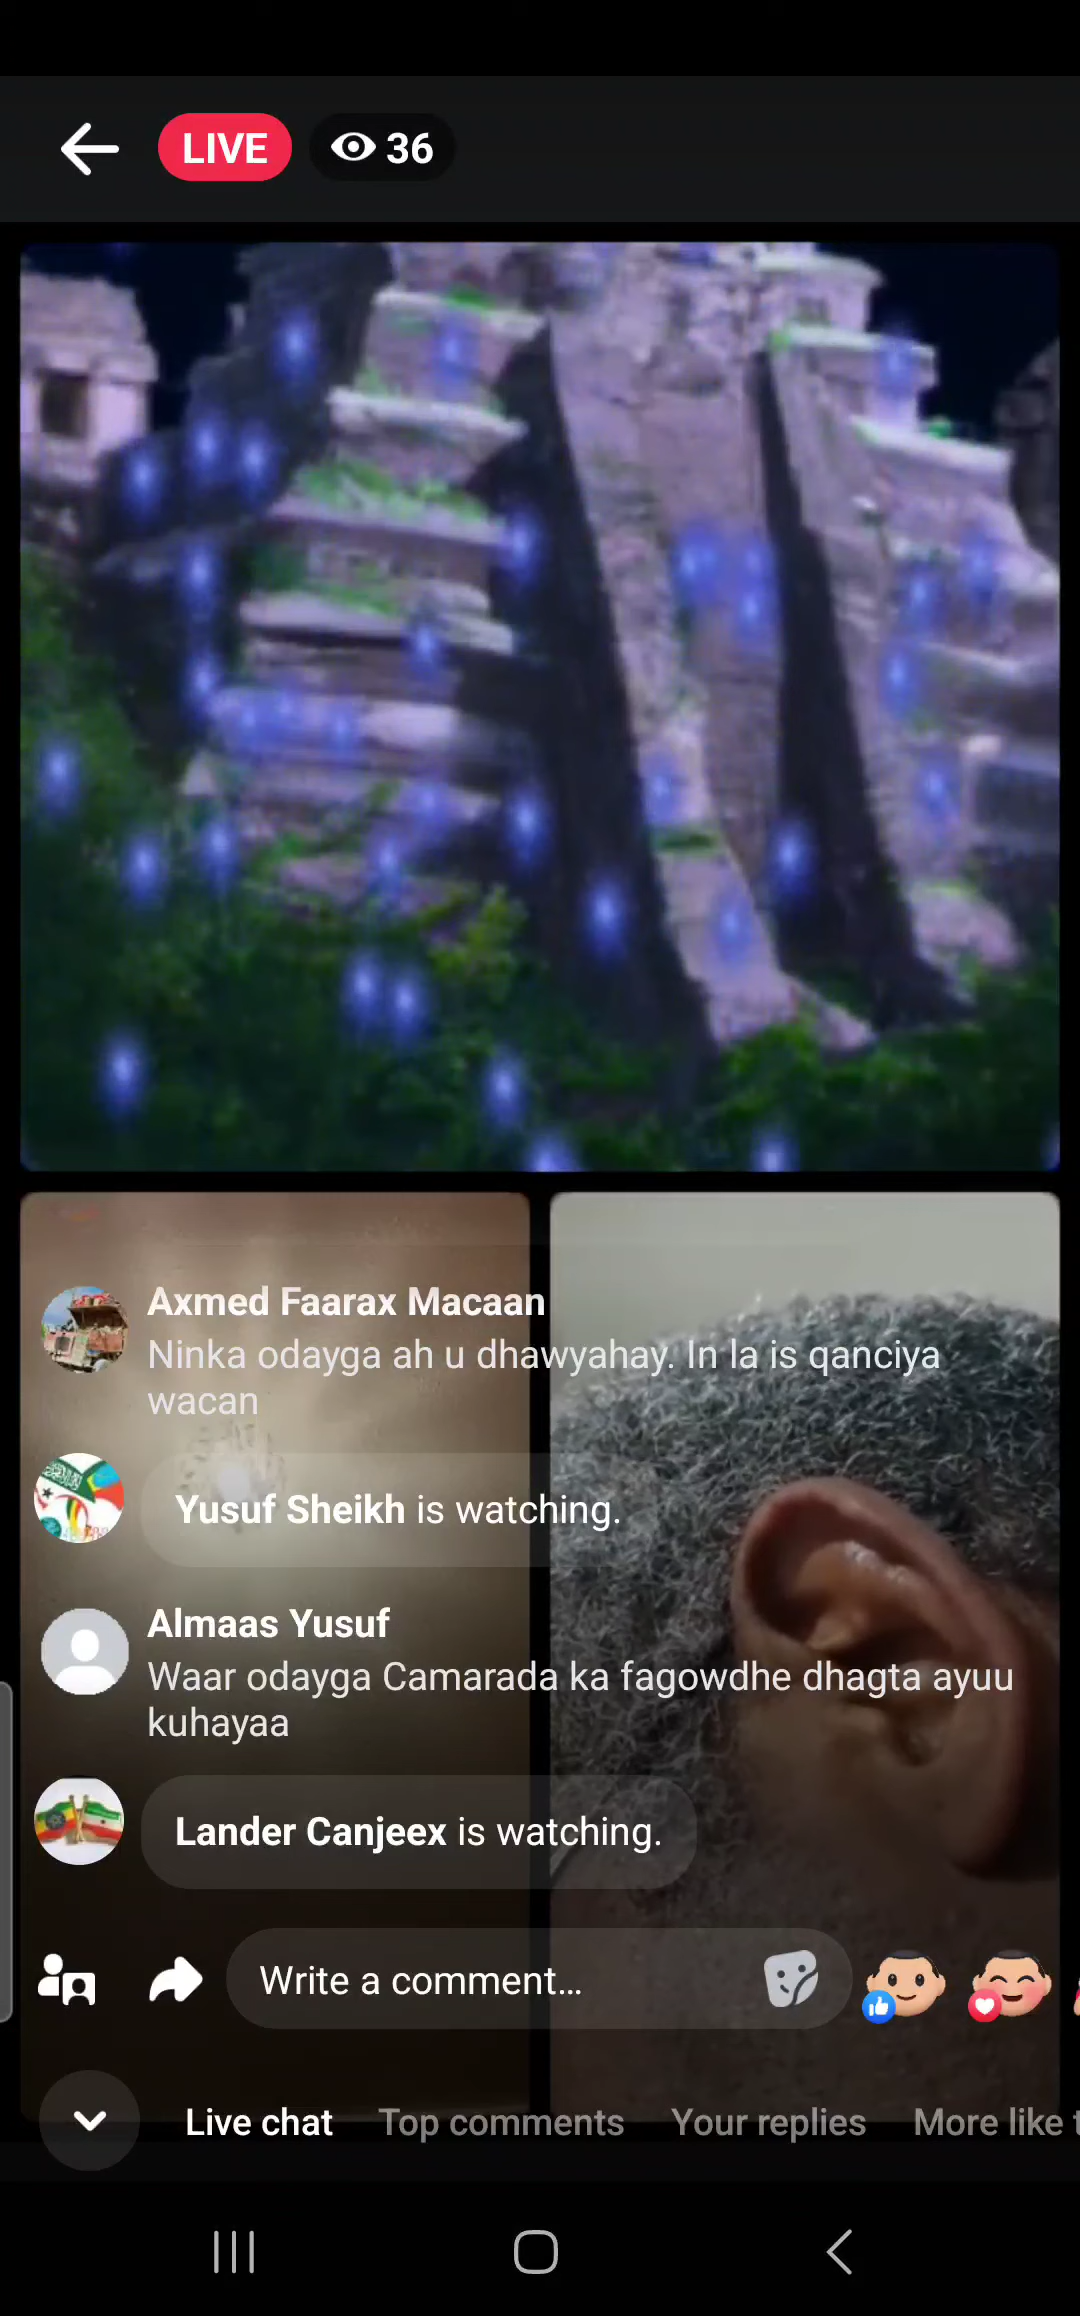 LIVE
36
Axmed Faarax Macaan
Ninka odayga ah u dhawyahay. In la is qanciya
wacan
Yusuf Sheikh is watching.
Almaas Yusuf
Waar odayga Camarada ka fagowdhe dhagta ayuu
kuhayaa
Lander Canjeex is watching.
Write a comment...
Live chat
Top comments
Your replies
More like t